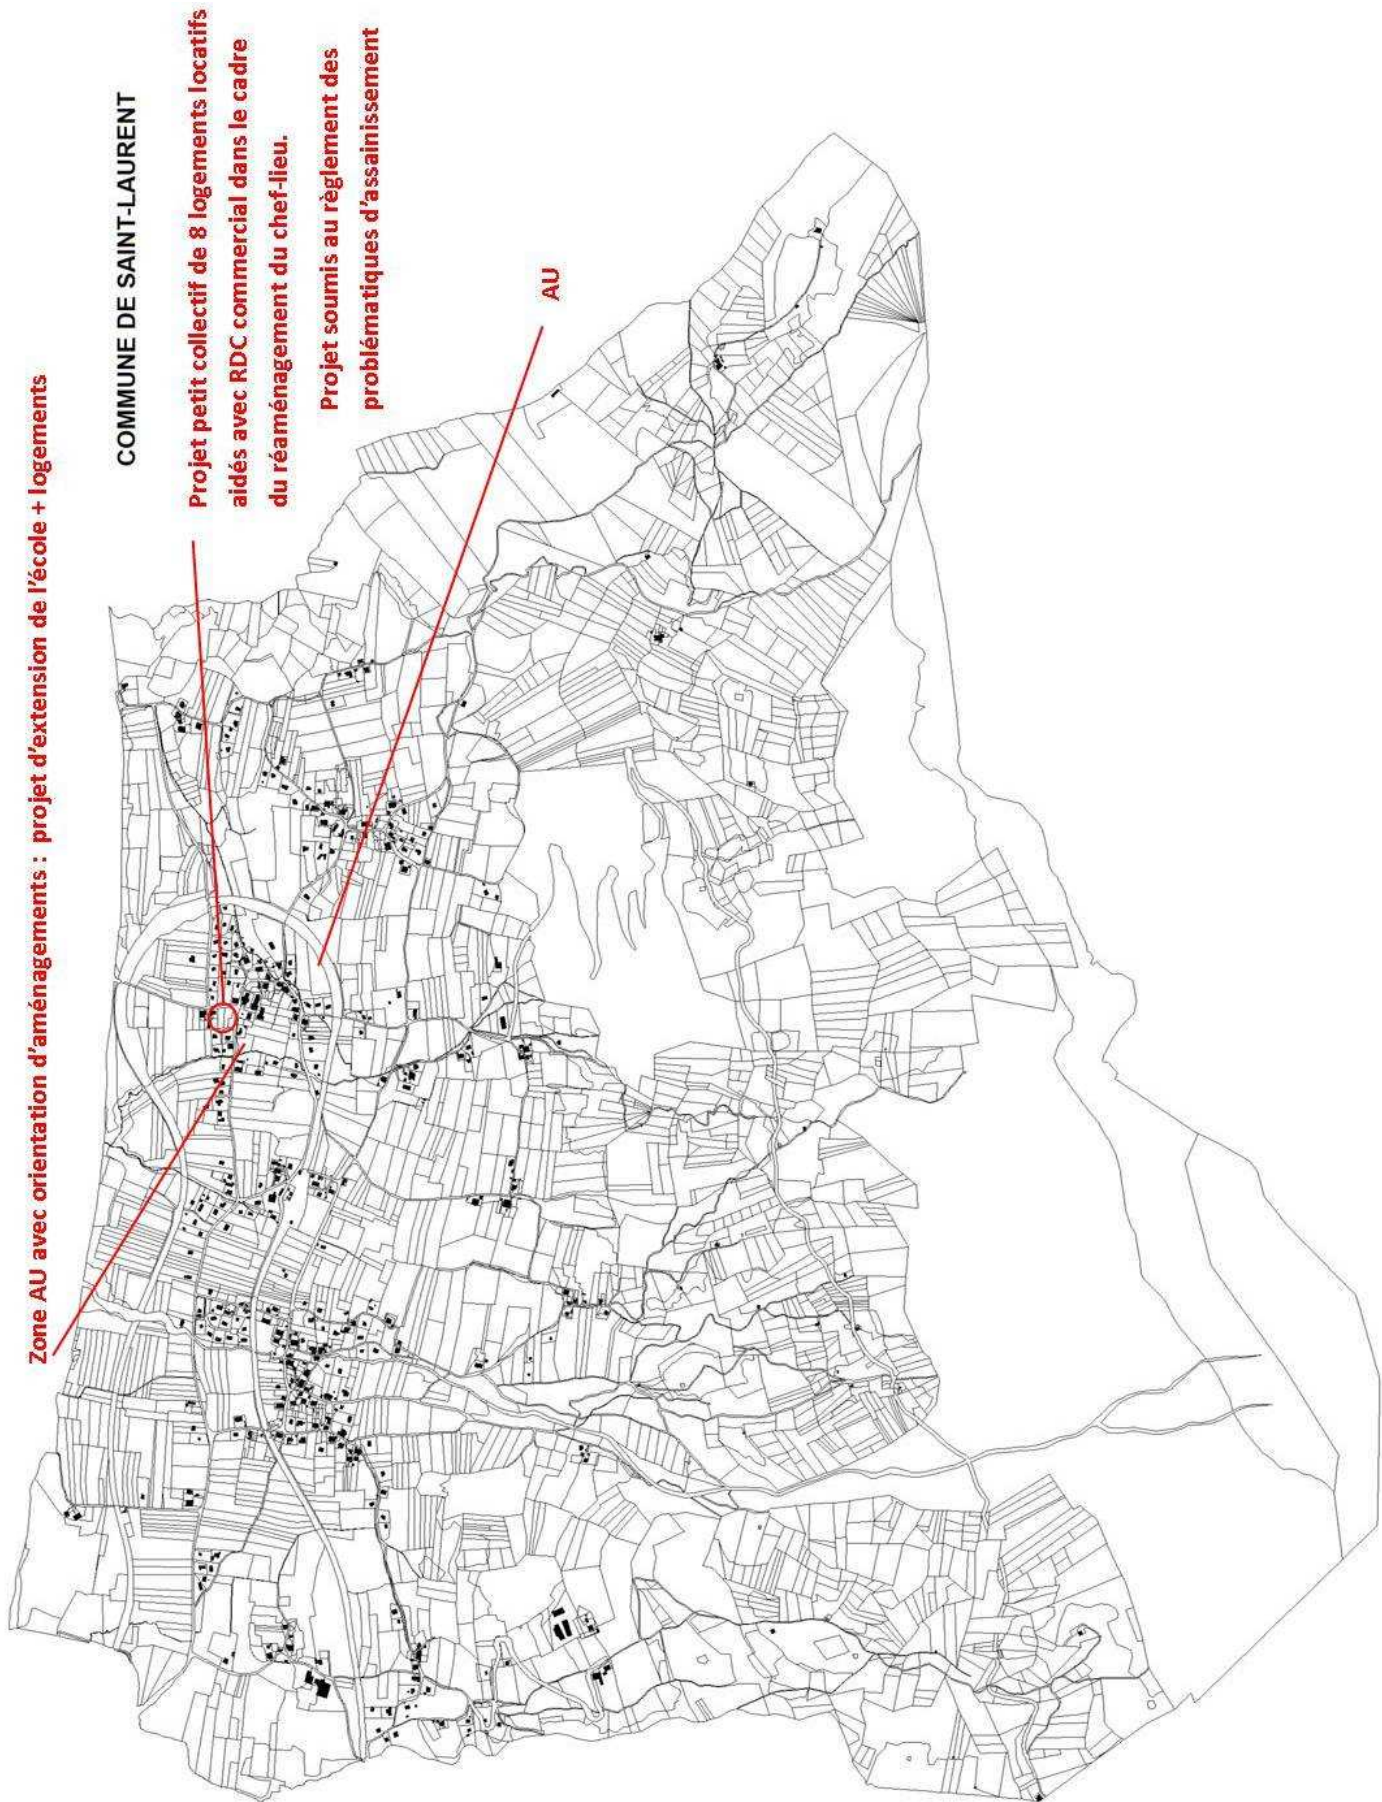 Zone AU avec orientation d'aménagements : projet d'extension de l'école + logements
COMMUNE DE SAINT-LAURENT
Projet petit collectif de 8 logements locatifs
aidés avec RDC commercial dans le cadre
du réaménagement du chef-lieu.
Projet soumis au règlement des
problématiques d'assainissement
AU